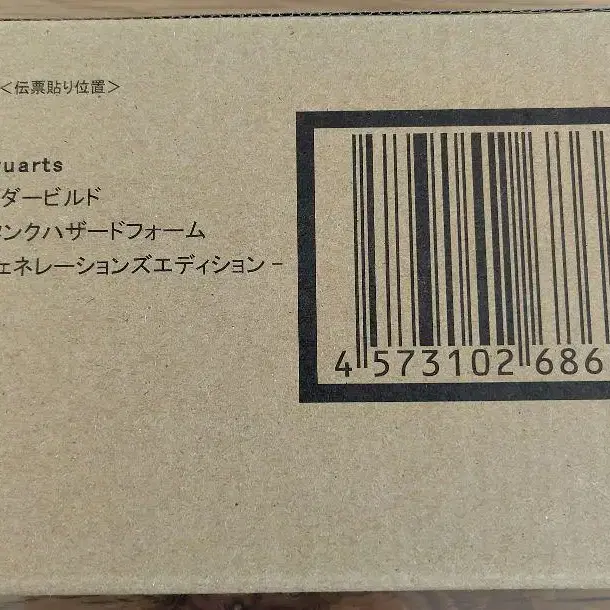 ＜伝票貼り位置＞
uarts
ダービルド
ンクハザードフォーム
ェネレーションズエディション－
4 573102 686